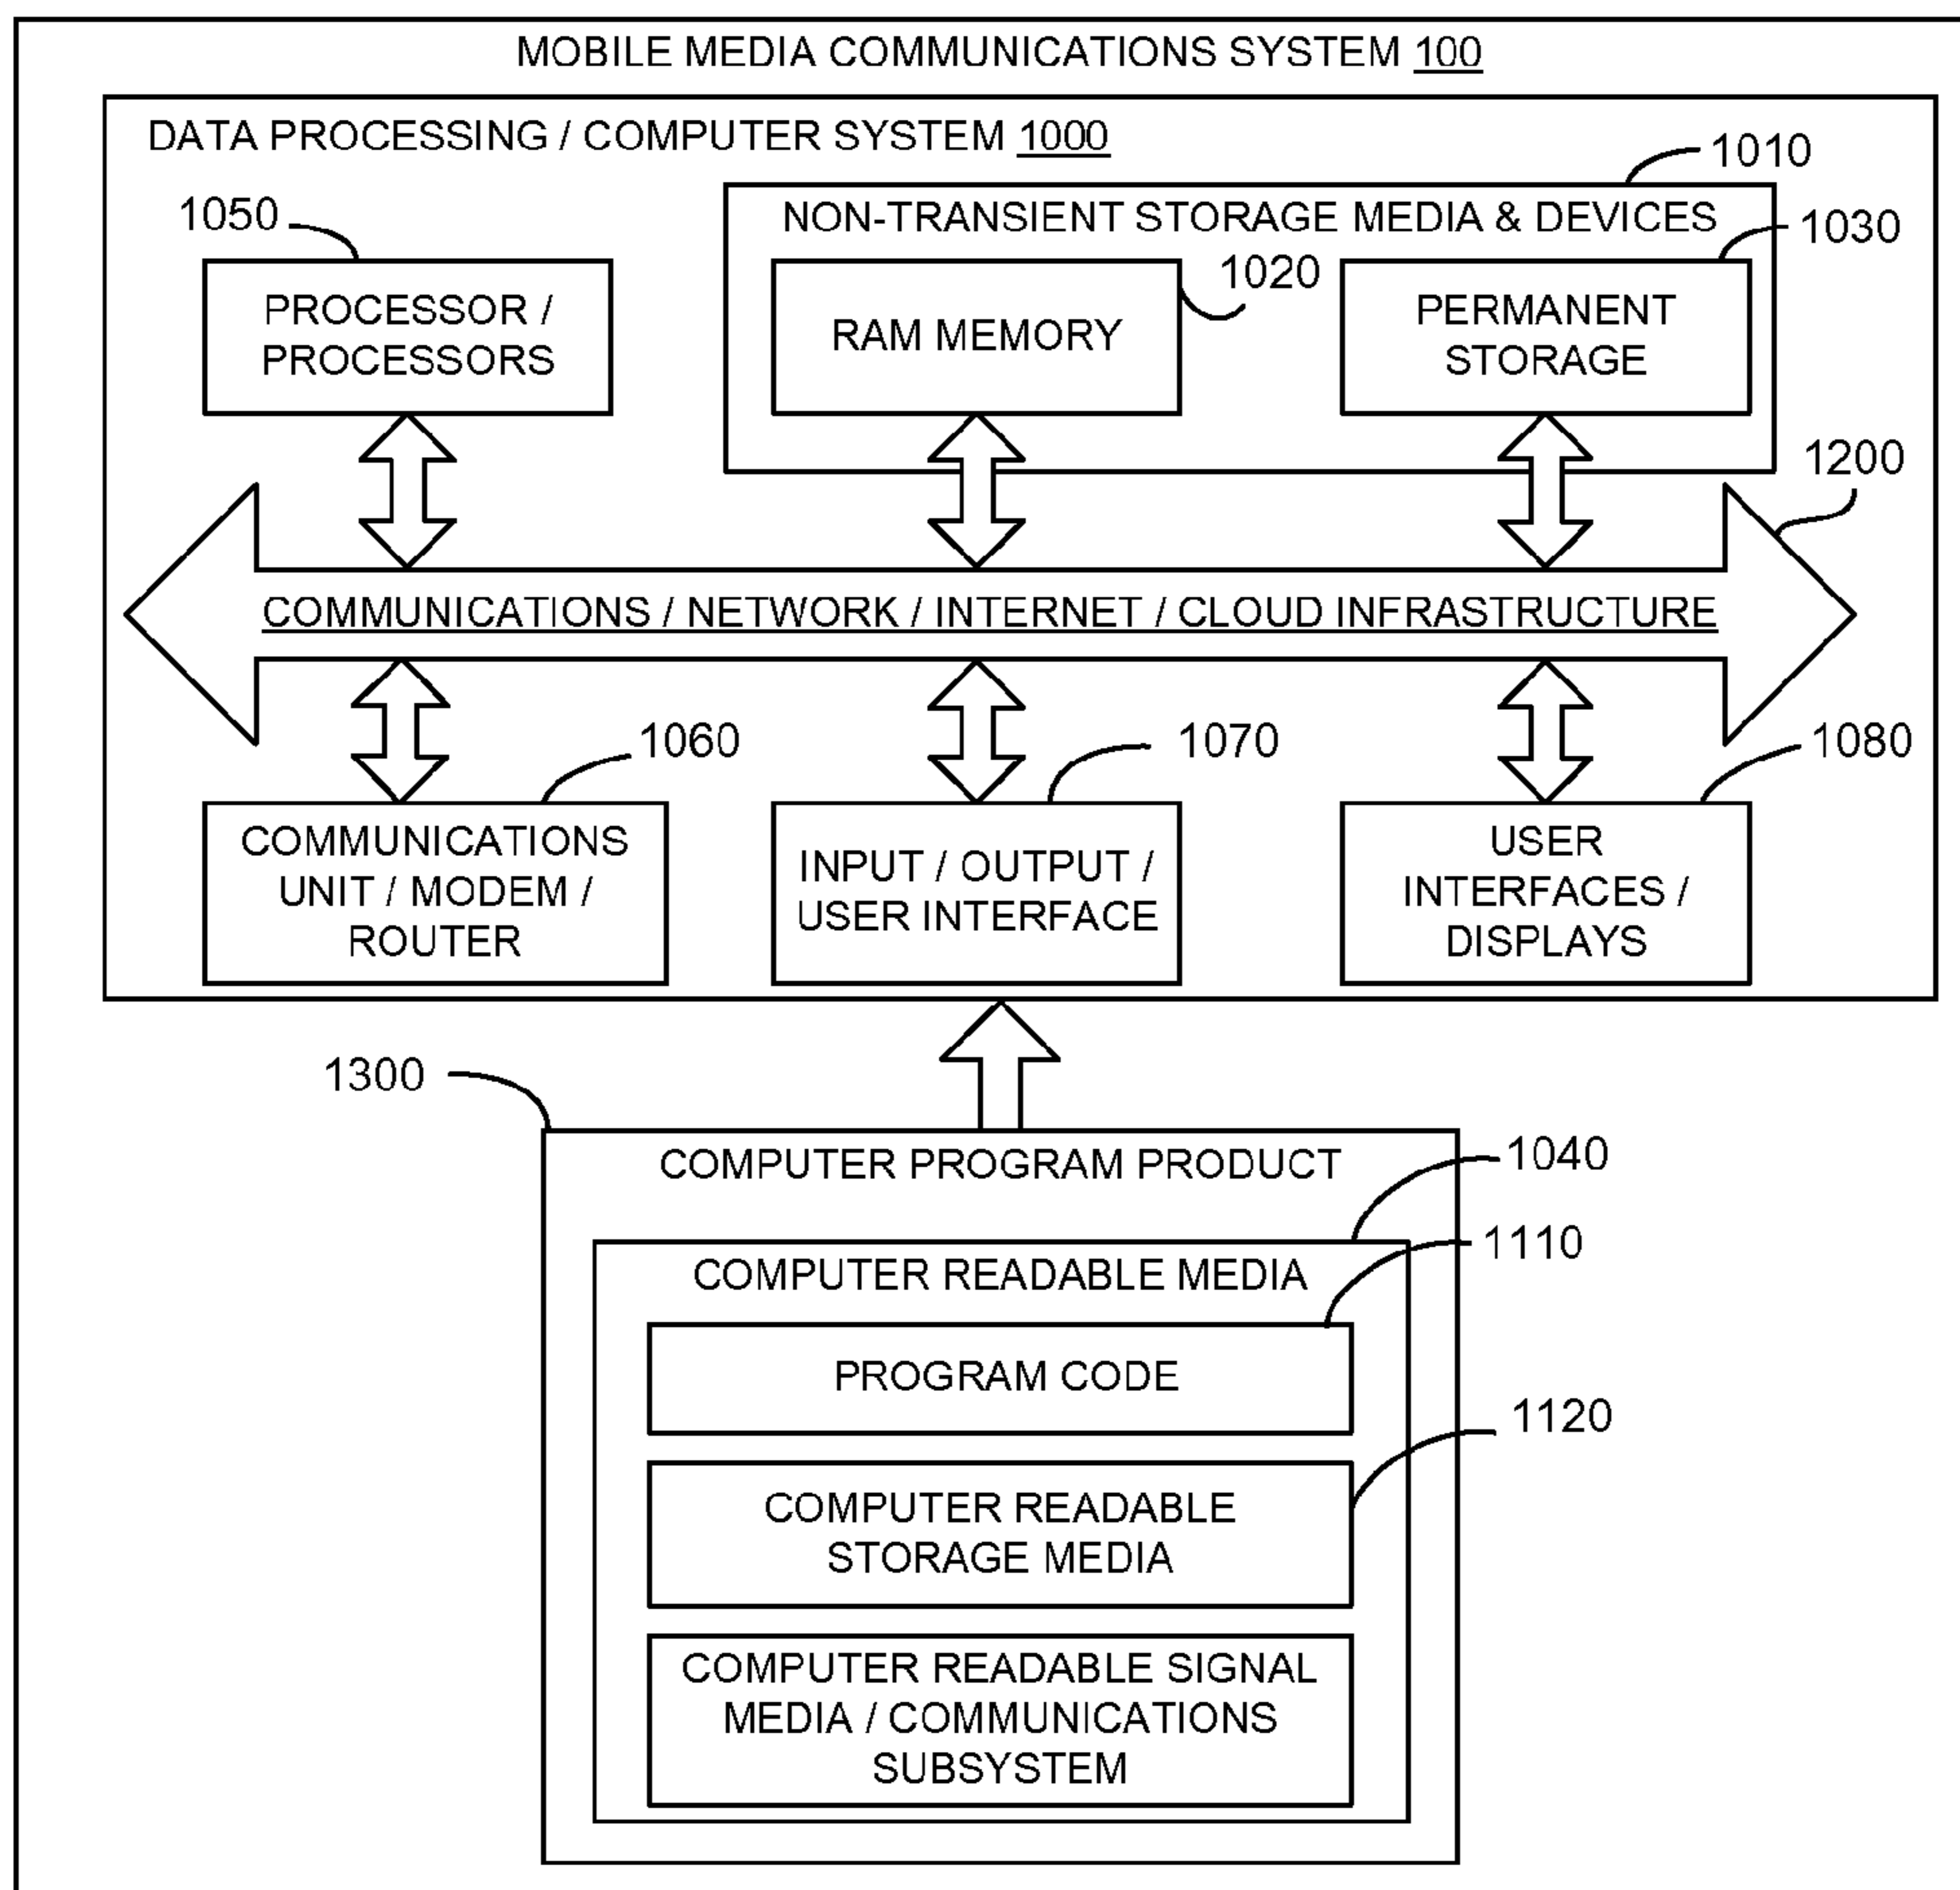 MOBILE MEDIA COMMUNICATIONS SYSTEM 100
DATA PROCESSING / COMPUTER SYSTEM 1000
1010
1050
NON-TRANSIENT STORAGE MEDIA & DEVICES
1030
1020
PROCESSOR /
PROCESSORS
RAM MEMORY
PERMANENT
STORAGE
1200
COMMUNICATIONS / NETWORK / INTERNET / CLOUD INFRASTRUCTURE
1060
1070
1080
COMMUNICATIONS
UNIT / MODEM /
ROUTER
INPUT / OUTPUT /
USER INTERFACE
USER
INTERFACES /
DISPLAYS
1300
COMPUTER PROGRAM PRODUCT
1040
1110
COMPUTER READABLE MEDIA
PROGRAM CODE
1120
COMPUTER READABLE
STORAGE MEDIA
COMPUTER READABLE SIGNAL
MEDIA / COMMUNICATIONS
SUBSYSTEM